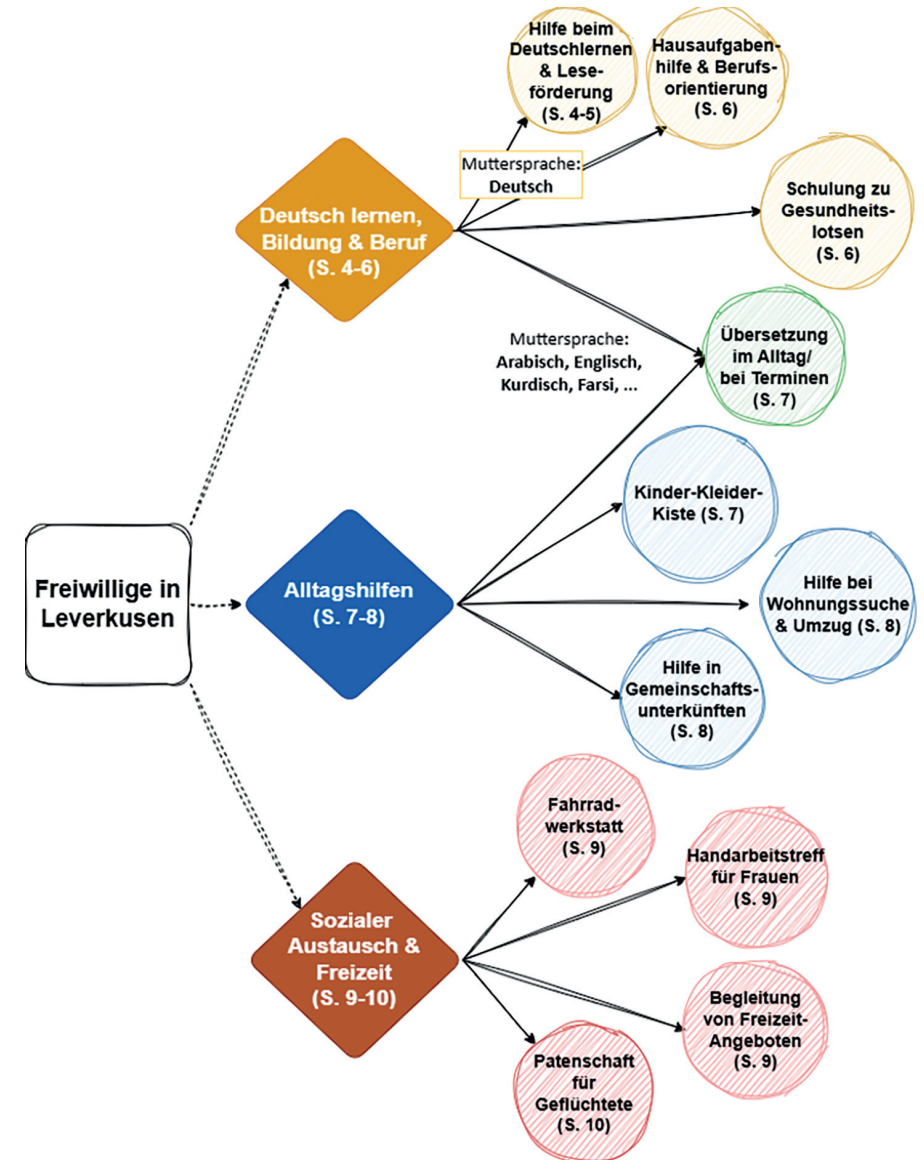 Hilfe beim
Deutschlernen
& Lese-
förderung
(S. 4-5)
Hausaufgaben-
hilfe & Berufs-
orientierung
(S. 6)
Muttersprache:
Deutsch
Deutsch lernen,
Bildung & Beruf
(S. 4-6)
Schulung zu
Gesundheits-
lotsen
(S. 6)
Muttersprache:
Arabisch, Englisch,
Kurdisch, Farsi, ...
Übersetzung
im Alltag/
bei Terminen
(S. 7)
Kinder-Kleider-
Kiste (S. 7)
Freiwillige in
Leverkusen
Alltagshilfen
(S. 7-8)
Hilfe bei
Wohnungssuche
& Umzug (S. 8)
Hilfe in
Gemeinschafts-
unterkünften
(S. 8)
Fahrrad-
werkstatt
(S. 9)
Handarbeitstreff
für Frauen
(S. 9)
Sozialer
Austausch &
Freizeit
(S. 9-10)
Begleitung
von Freizeit-
Angeboten
(S. 9)
Patenschaft
für
Geflüchtete
(S. 10)